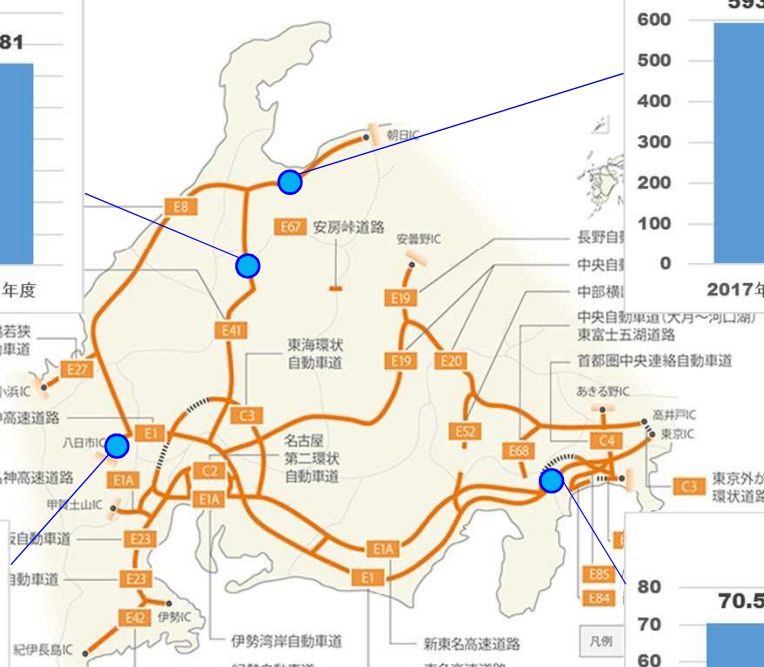 600
500
400
300
200
100
0
2017年
81
年度
朝日IC
E8
E67 安房峠道路
安曇野IC
長野自動
中央自動
中部横
中央自動車道(大月～河口湖)
東富士五湖道路
首都圏中央連絡自動車道
E19
E41
E19
E20
東海環状
自動車道
若狭
車道
E27
小浜IC
あきる野IC
高井戸IC
東京IC
C3
高速道路
E1
八日市IC
E52
C4
E68
名古屋
第二環状
自動車道
C2
E1A
E1A
神高速道路
甲賀土山IC
C3
東京外
環状道路
自動車道
E23
E1A
E1
E85
E84
自動車道
E23
E42
伊勢IC
紀伊長島IC
伊勢湾岸自動車道
新東名高速道路
凡例
80
70
60
70.5